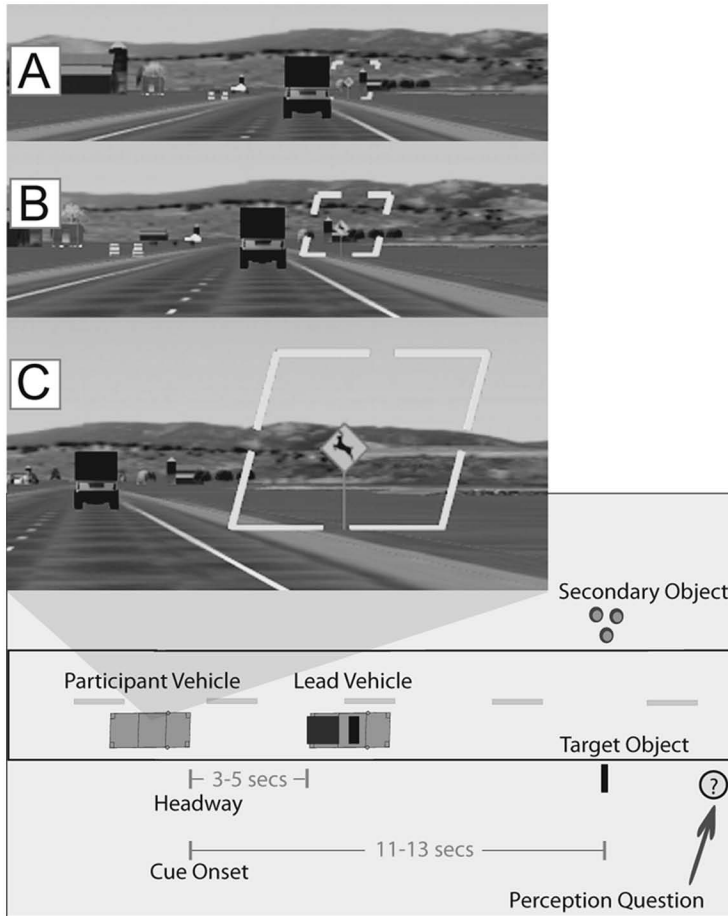 A
B
C
Secondary Object
Participant Vehicle
Lead Vehicle
Target Object
3-5 secs
?
Headway
11-13 secs
Cue Onset
Perception Question